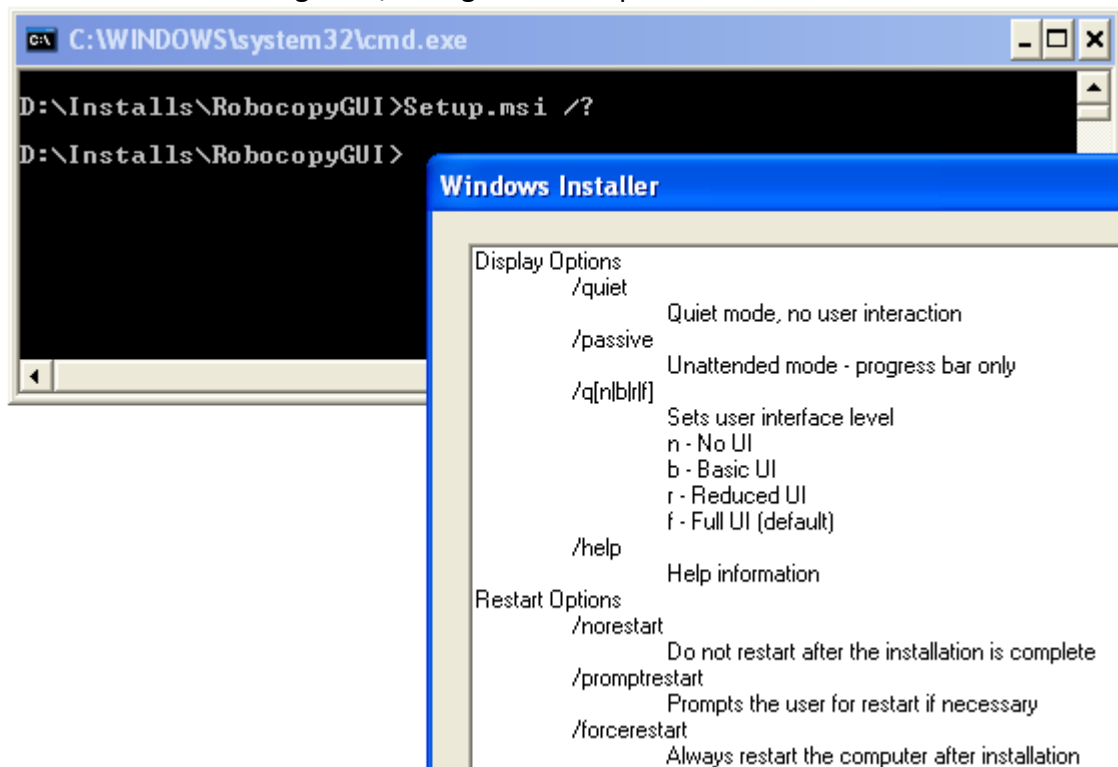 C:\WINDOWS\system32\cmd.exe
D:\Installs\RobocopyGUI>Setup.msi /?
D:\Installs\RobocopyGUI>
Windows Installer
Display Options
/quiet
Quiet mode, no user interaction
/passive
Unattended mode - progress bar only
/q[n|b|r|f]
Sets user interface level
n - No UI
b - Basic UI
r - Reduced UI
f - Full UI (default)
/help
Help information
Restart Options
/norestart
Do not restart after the installation is complete
/promptrestart
Prompts the user for restart if necessary
/forcerestart
Always restart the computer after installation